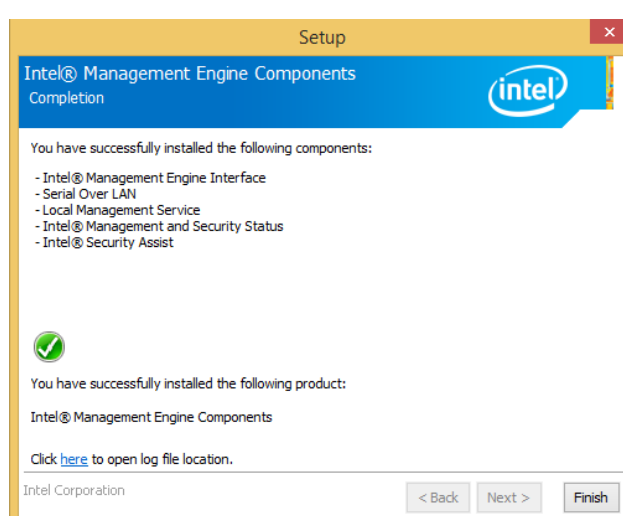 Setup
Intel® Management Engine Components
Completion
intel
You have successfully installed the following components:
- Intel® Management Engine Interface
- Serial Over LAN
- Local Management Service
- Intel® Management and Security Status
- Intel® Security Assist
You have successfully installed the following product:
Intel® Management Engine Components
Click here to open log file location.
Intel Corporation
< Back Next > Finish